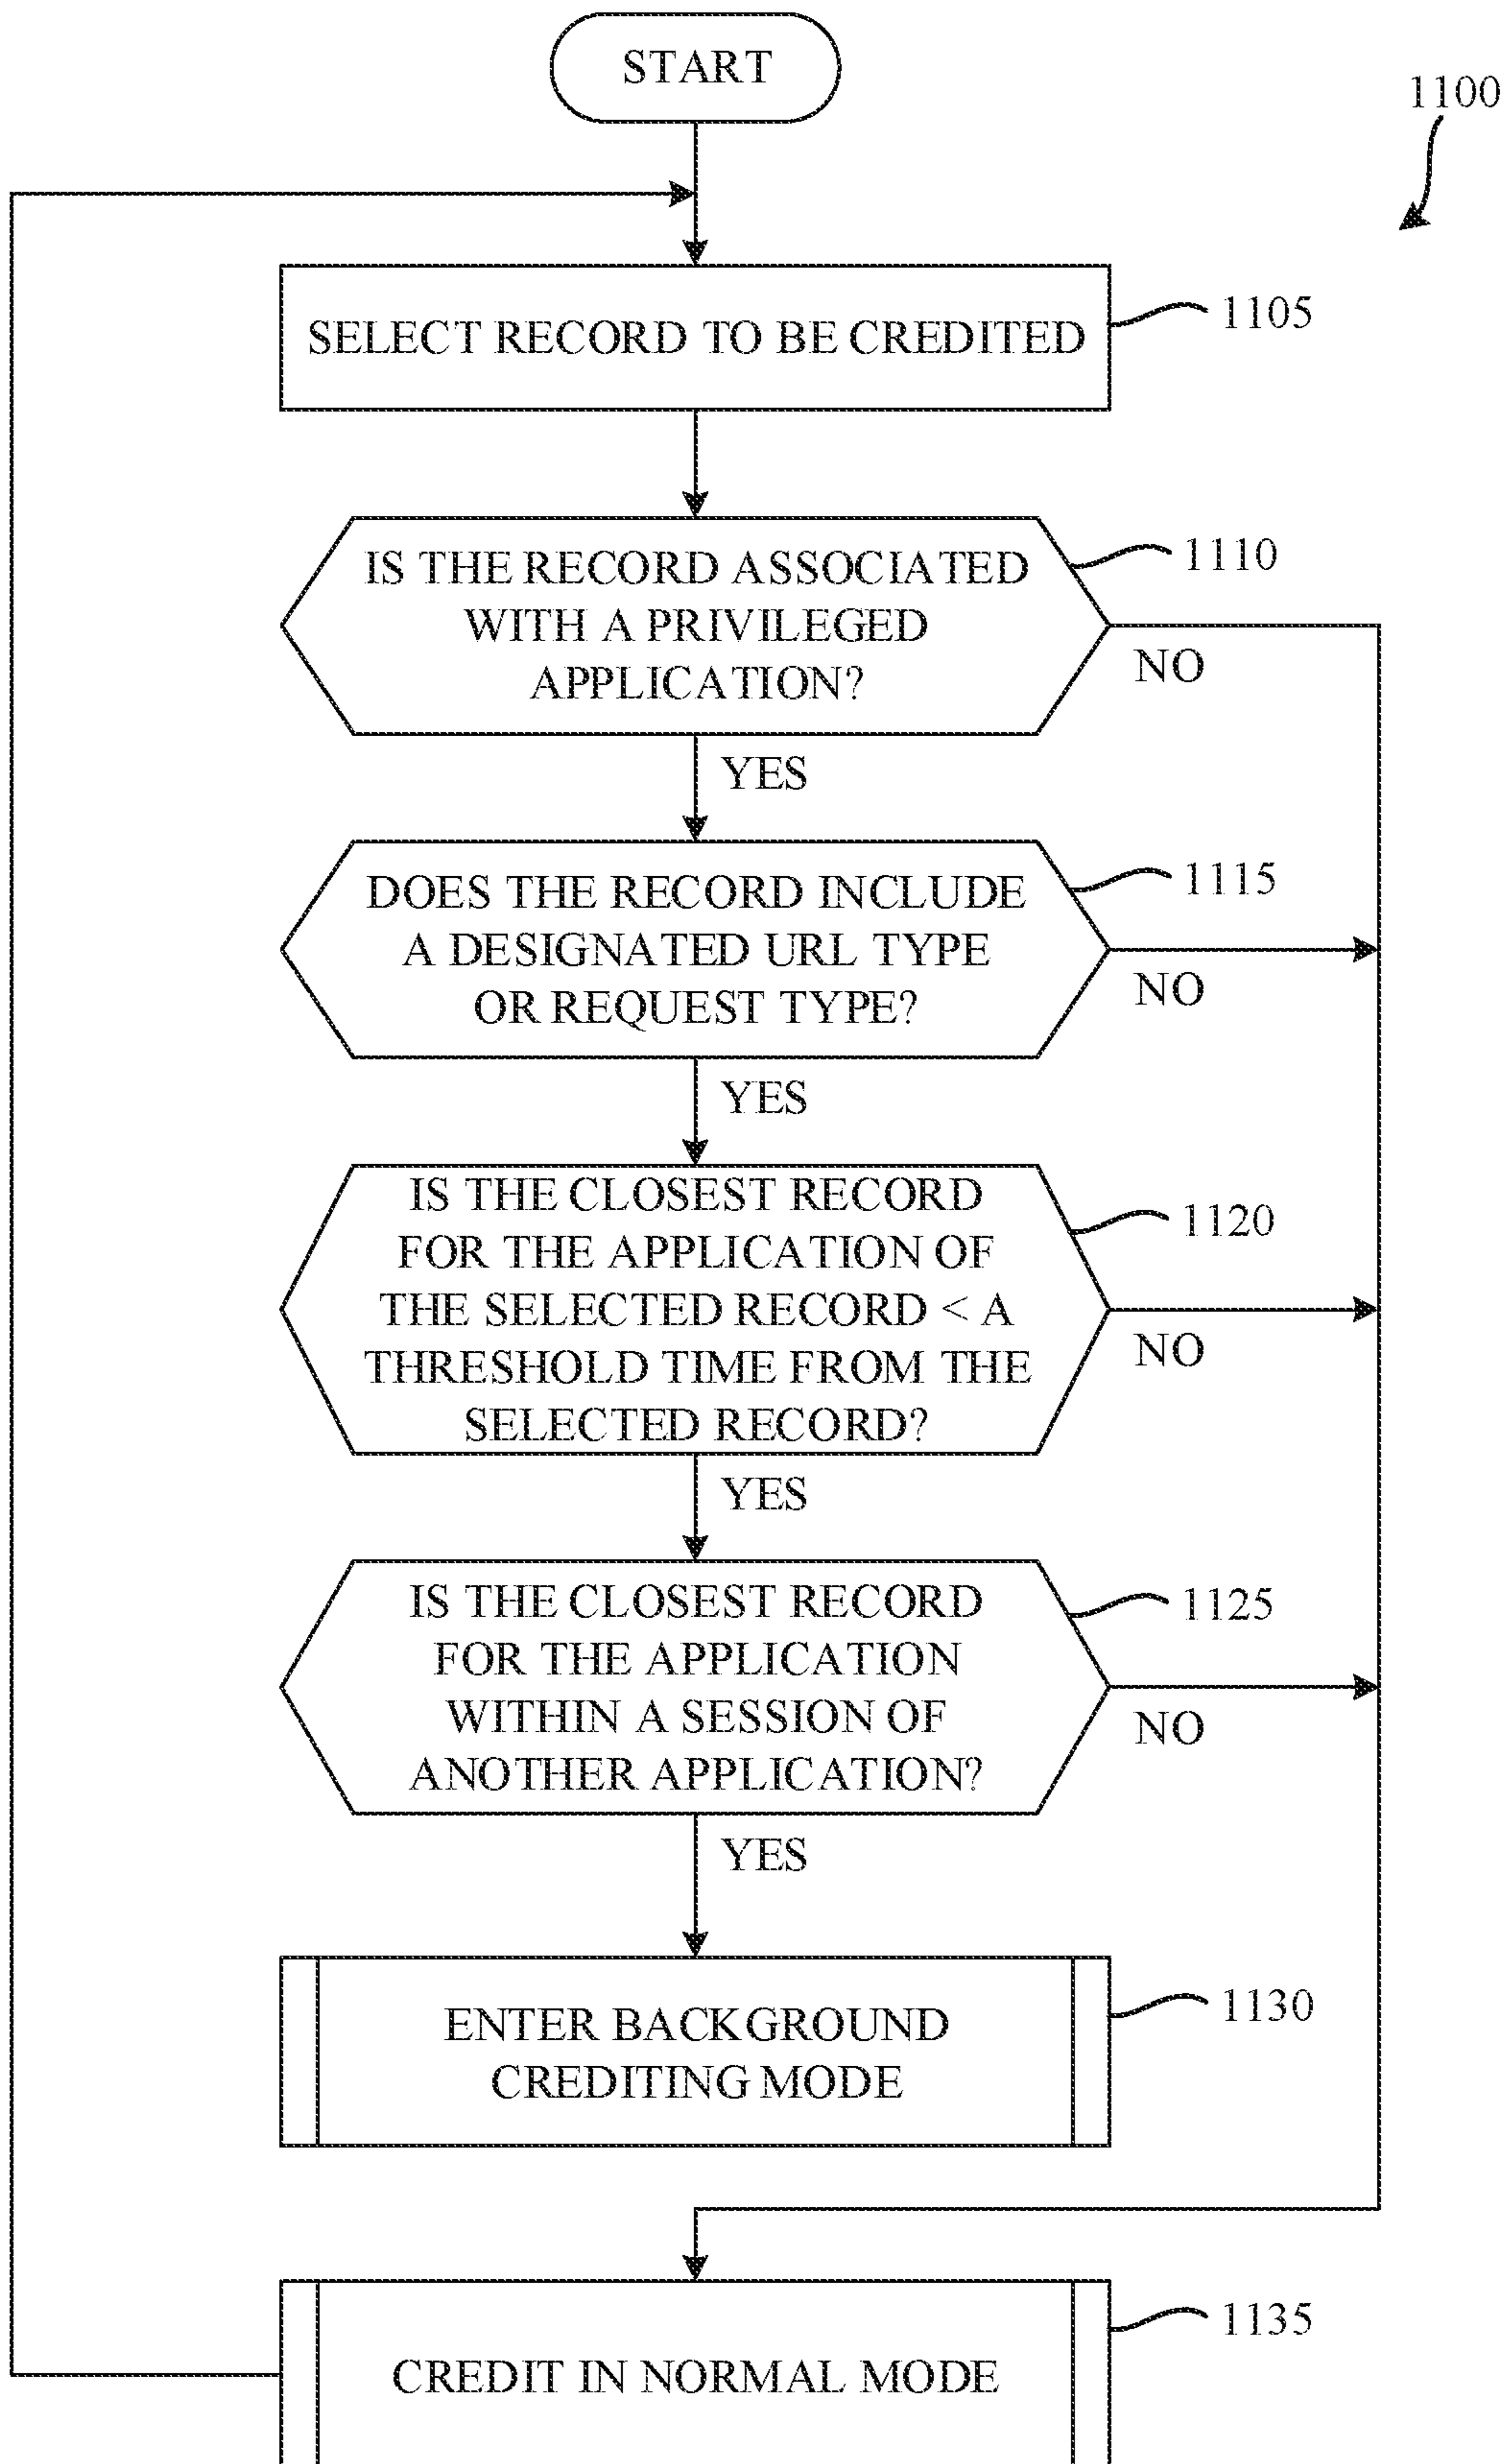 START
1100
SELECT RECORD TO BE CREDITED
1105
IS THE RECORD ASSOCIATED
WITH A PRIVILEGED
APPLICATION?
1110
NO
YES
DOES THE RECORD INCLUDE
A DESIGNATED URL TYPE
OR REQUEST TYPE?
1115
NO
YES
IS THE CLOSEST RECORD
FOR THE APPLICATION OF
THE SELECTED RECORD < A
THRESHOLD TIME FROM THE
SELECTED RECORD?
1120
NO
YES
IS THE CLOSEST RECORD
FOR THE APPLICATION
WITHIN A SESSION OF
ANOTHER APPLICATION?
1125
NO
YES
ENTER BACKGROUND
CREDITING MODE
1130
CREDIT IN NORMAL MODE
1135